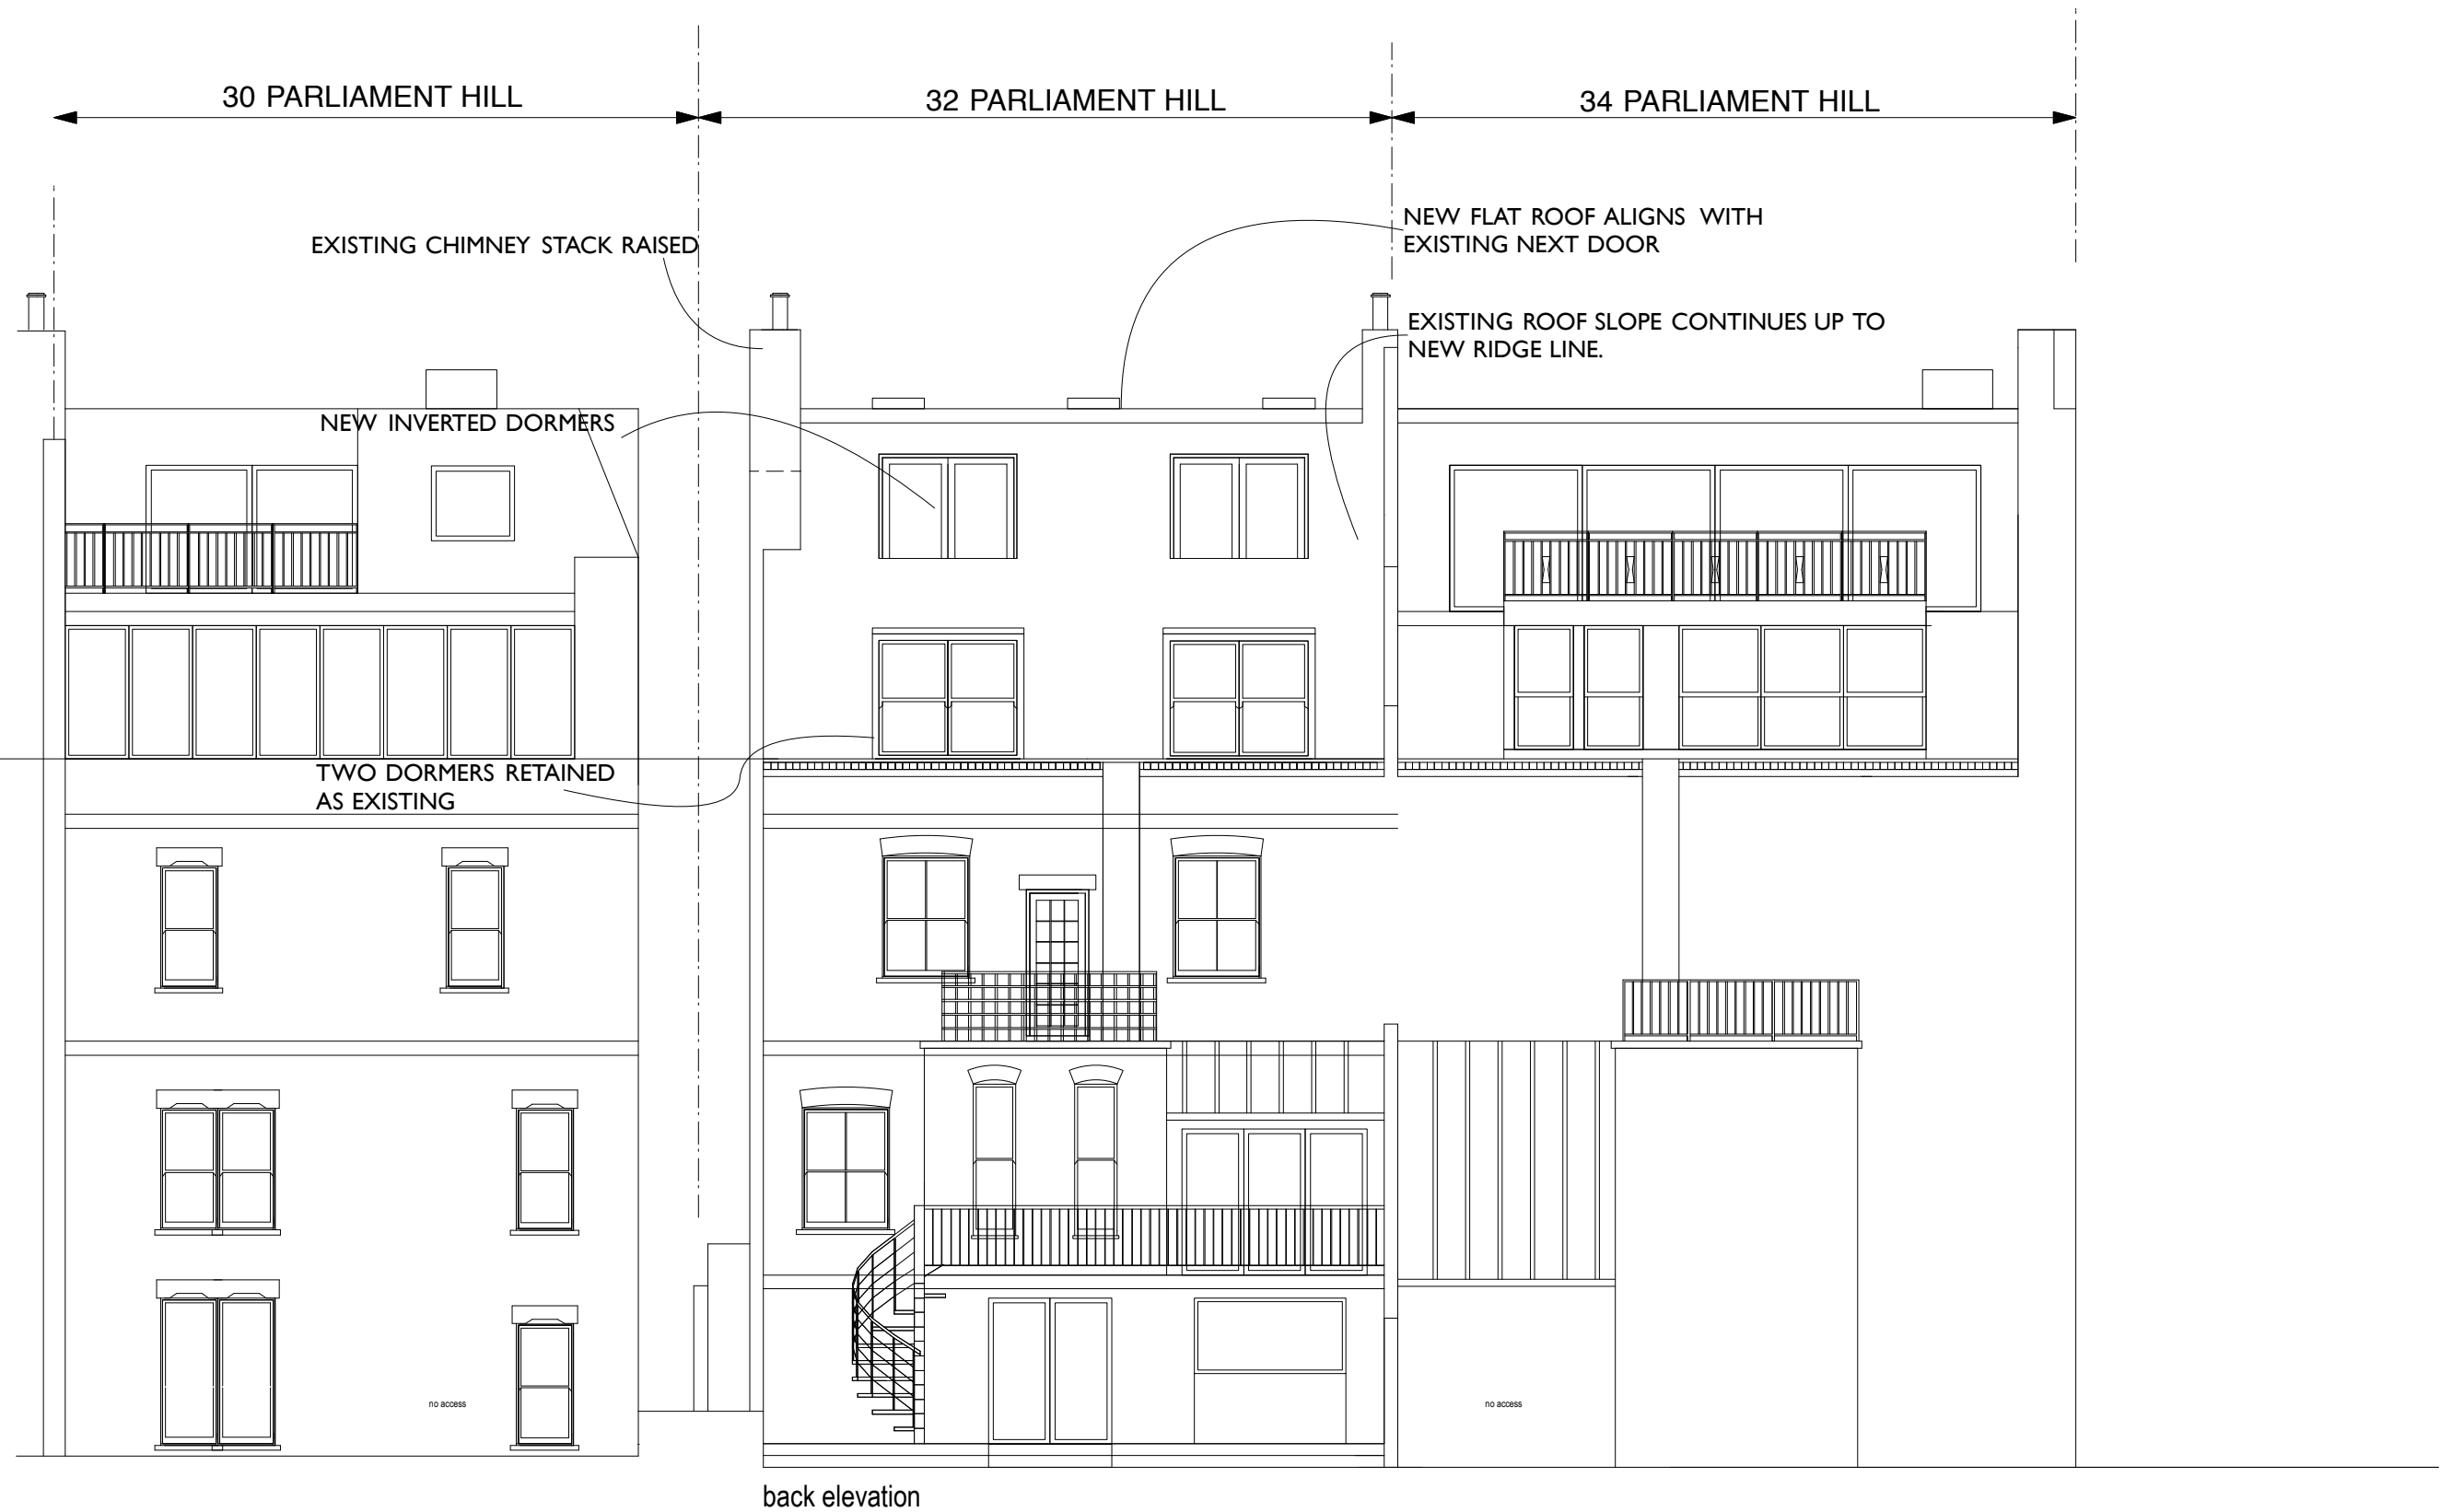 30 PARLIAMENT HILL
32 PARLIAMENT HILL
34 PARLIAMENT HILL
EXISTING CHIMNEY STACK RAISED
NEW FLAT ROOF ALIGNS WITH
EXISTING NEXT DOOR
EXISTING ROOF SLOPE CONTINUES UP TO
NEW RIDGE LINE.
NEW INVERTED DORMERS
TWO DORMERS RETAINED
AS EXISTING
no access
no access
back elevation